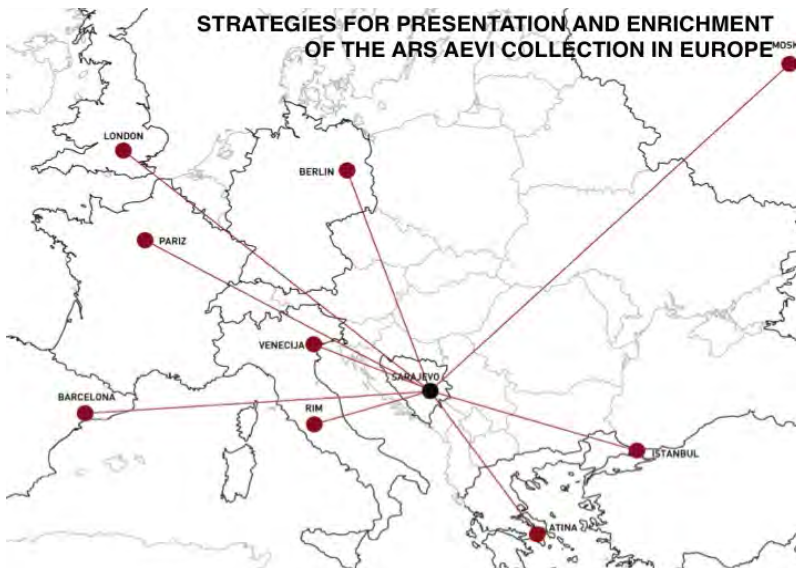 STRATEGIES FOR PRESENTATION AND ENRICHMENT
OF THE ARS AEVI COLLECTION IN EUROPE
MOSK
LONDON
BERLIN
PARIZ
VENECIJA
SARAJEVO
BARCELONA
RIM
ISTANBUL
ATINA